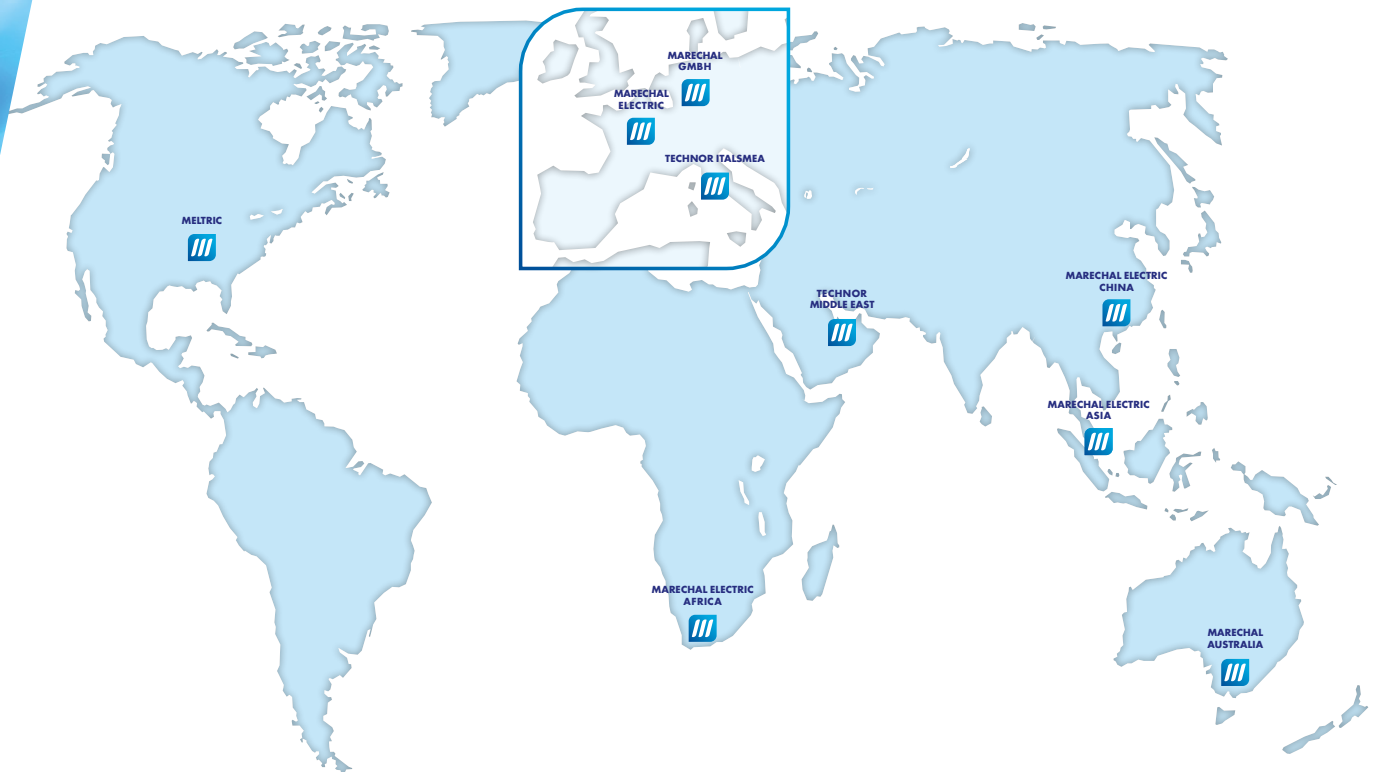 MARECHAL
GMBH
MARECHAL
ELECTRIC
TECHNOR ITALSMEA
MELTRIC
MARECHAL ELECTRIC
CHINA
TECHNOR
MIDDLE EAST
MARECHAL ELECTRIC
ASIA
MARECHAL ELECTRIC
AFRICA
MARECHAL
AUSTRALIA